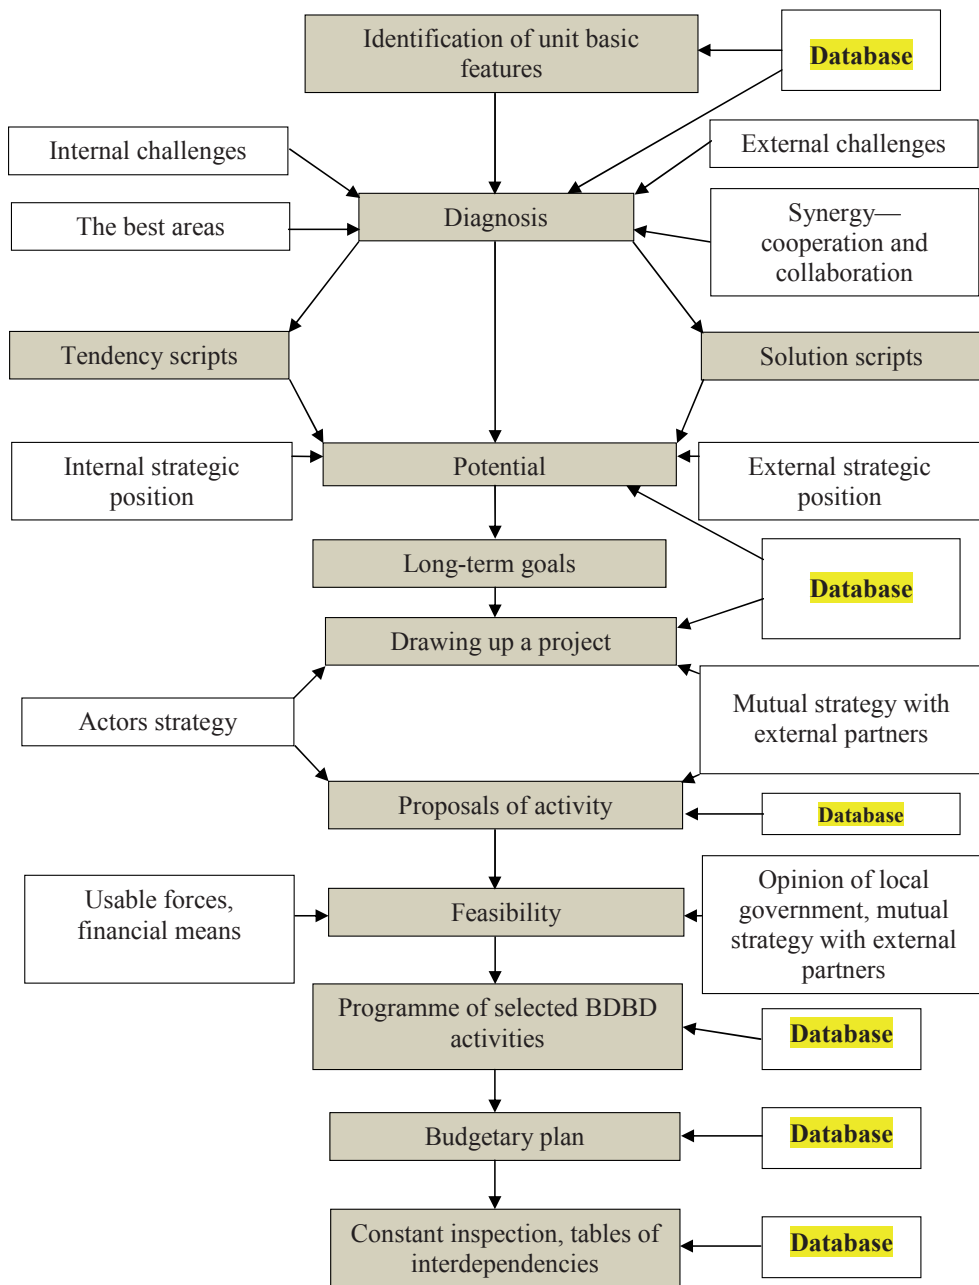 Identification of unit basic
features
Database
Internal challenges
External challenges
Diagnosis
The best areas
Synergy—
cooperation and
collaboration
Tendency scripts
Solution scripts
Internal strategic
position
Potential
External strategic
position
Long-term goals
Database
Drawing up a project
Actors strategy
Mutual strategy with
external partners
Proposals of activity
Database
Usable forces,
financial means
Feasibility
Opinion of local
government, mutual
strategy with external
partners
Programme of selected BDBD
activities
Database
Budgetary plan
Database
Constant inspection, tables of
interdependencies
Database